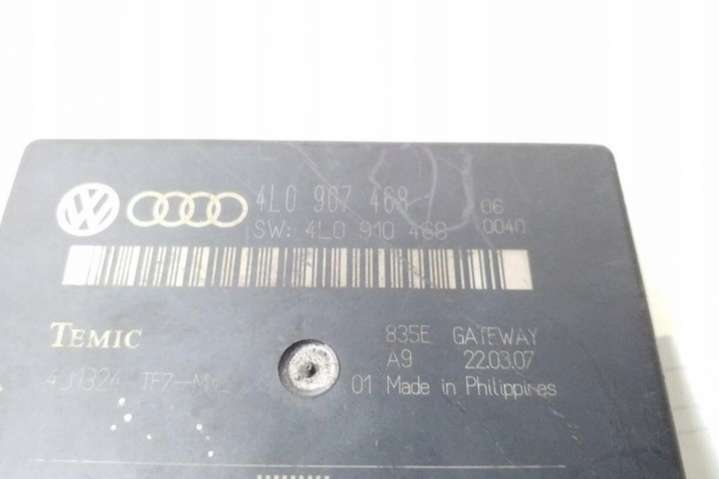 4L0 907 468 06
SW: 4L0 910 468 0040
TEMIC 835E GATEWAY
A9 22.03.07
01 Made in Philippines